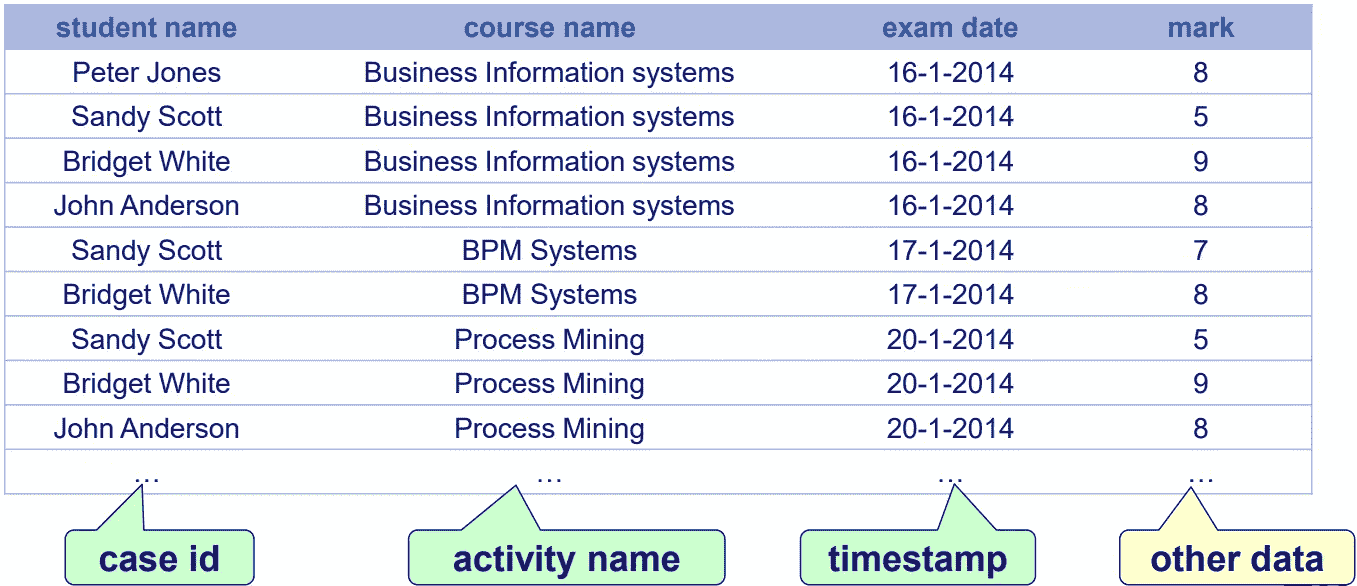 student name course name exam date mark
Peter Jones Business Information systems 16-1-2014 8
Sandy Scott Business Information systems 16-1-2014 5
Bridget White Business Information systems 16-1-2014 9
John Anderson Business Information systems 16-1-2014 8
Sandy Scott BPM Systems 17-1-2014 7
Bridget White BPM Systems 17-1-2014 8
Sandy Scott Process Mining 20-1-2014 5
Bridget White Process Mining 20-1-2014 9
John Anderson Process Mining 20-1-2014 8
... ... ... ...
case id activity name timestamp other data